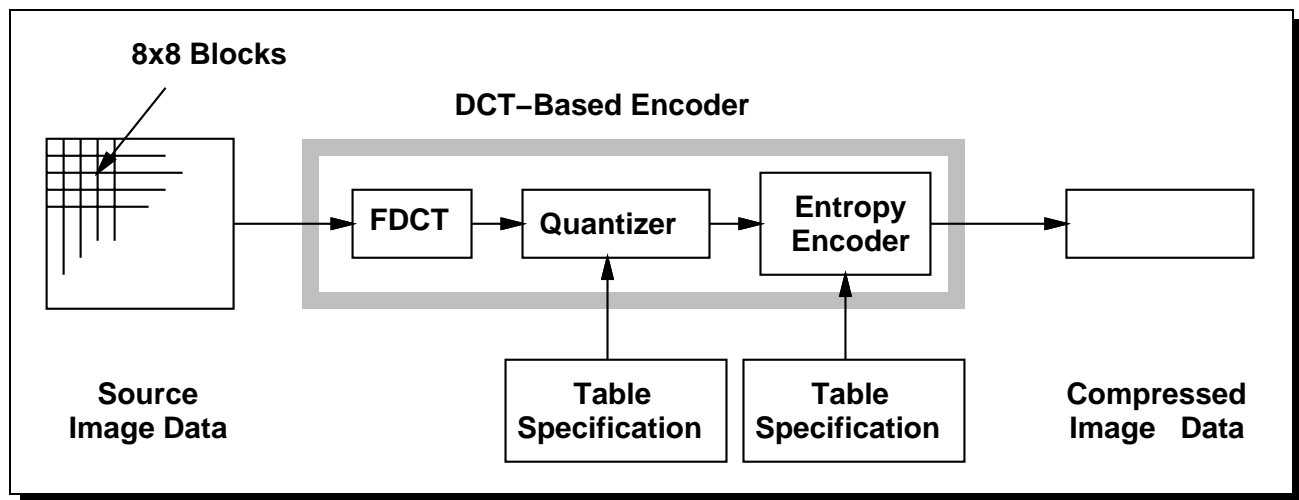 8x8 Blocks
DCT−Based Encoder
FDCT
Quantizer
Entropy
Encoder
Source
Image Data
Table
Specification
Table
Specification
Compressed
Image Data